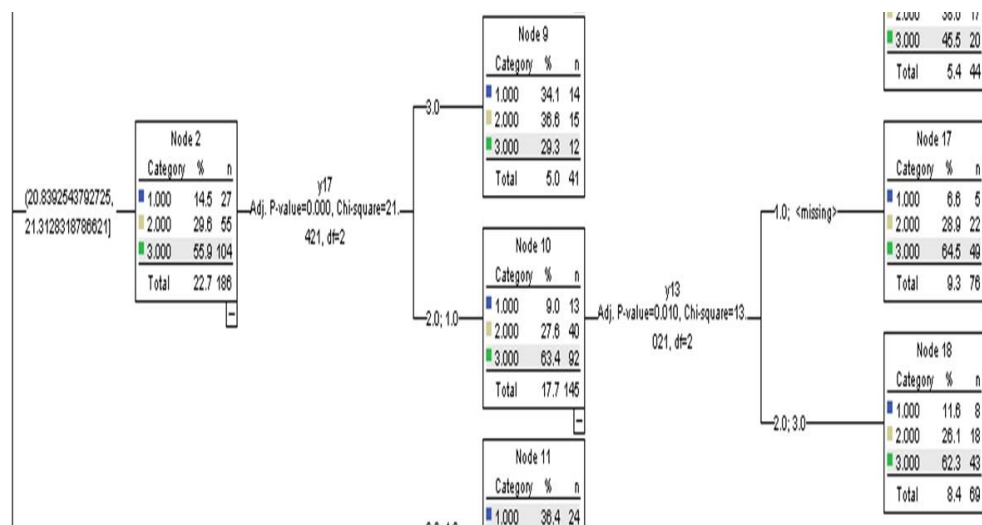 Node 9
Category % n
1.000 34.1 14
2.000 36.6 15
3.000 29.3 12
Total 5.0 41
2.000 38.6 17
3.000 45.5 20
Total 5.4 44
Node 2
Category % n
1.000 14.5 27
2.000 29.6 55
3.000 55.9 104
Total 22.7 186
(20.8392543792725,
21.3128318786621]
y17
Adj. P-value=0.000, Chi-square=21.
421, df=2
3.0
2.0; 1.0
Node 10
Category % n
1.000 9.0 13
2.000 27.6 40
3.000 63.4 92
Total 17.7 145
y13
Adj. P-value=0.010, Chi-square=13.
021, df=2
1.0; <missing>
2.0; 3.0
Node 17
Category % n
1.000 6.6 5
2.000 28.9 22
3.000 64.5 49
Total 9.3 76
Node 18
Category % n
1.000 11.6 8
2.000 26.1 18
3.000 62.3 43
Total 8.4 69
Node 11
Category % n
1.000 36.4 24